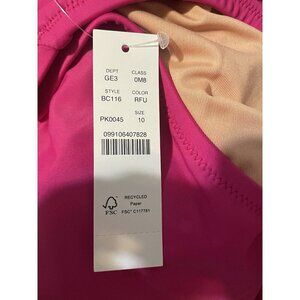 DEPT CLASS
GE3 0M8
STYLE COLOR
BC116 RFU
SIZE
PK0045 10
099106407828
FSC
RECYCLED
Paper
FSC® C117781